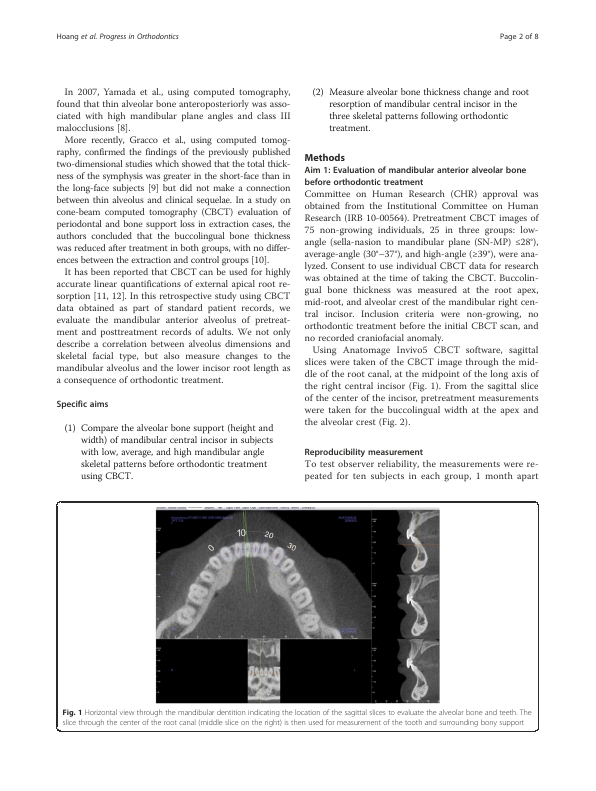 Hoang et al. Progress in Orthodontics
Page 2 of 8
In 2007, Yamada et al., using computed tomography,
found that thin alveolar bone anteroposteriorly was asso-
ciated with high mandibular plane angles and class III
malocclusions [8].
More recently, Gracco et al., using computed tomog-
raphy, confirmed the findings of the previously published
two-dimensional studies which showed that the total thick-
ness of the symphysis was greater in the short-face than in
the long-face subjects [9] but did not make a connection
between thin alveolus and clinical sequelae. In a study on
cone-beam computed tomography (CBCT) evaluation of
periodontal and bone support loss in extraction cases, the
authors concluded that the buccolingual bone thickness
was reduced after treatment in both groups, with no differ-
ences between the extraction and control groups [10].
It has been reported that CBCT can be used for highly
accurate linear quantifications of external apical root re-
sorption [11, 12]. In this retrospective study using CBCT
data obtained as part of standard patient records, we
evaluate the mandibular anterior alveolus of pretreat-
ment and posttreatment records of adults. We not only
describe a correlation between alveolus dimensions and
skeletal facial type, but also measure changes to the
mandibular alveolus and the lower incisor root length as
a consequence of orthodontic treatment.
Specific aims
(1) Compare the alveolar bone support (height and
width) of mandibular central incisor in subjects
with low, average, and high mandibular angle
skeletal patterns before orthodontic treatment
using CBCT.
(2) Measure alveolar bone thickness change and root
resorption of mandibular central incisor in the
three skeletal patterns following orthodontic
treatment.
Methods
Aim 1: Evaluation of mandibular anterior alveolar bone
before orthodontic treatment
Committee on Human Research (CHR) approval was
obtained from the Institutional Committee on Human
Research (IRB 10-00564). Pretreatment CBCT images of
75 non-growing individuals, 25 in three groups: low-
angle (sella-nasion to mandibular plane (SN-MP) ≤28°),
average-angle (30°–37°), and high-angle (≥39°), were ana-
lyzed. Consent to use individual CBCT data for research
was obtained at the time of taking the CBCT. Buccolin-
gual bone thickness was measured at the root apex,
mid-root, and alveolar crest of the mandibular right cen-
tral incisor. Inclusion criteria were non-growing, no
orthodontic treatment before the initial CBCT scan, and
no recorded craniofacial anomaly.
Using Anatomage Invivo5 CBCT software, sagittal
slices were taken of the CBCT image through the mid-
dle of the root canal, at the midpoint of the long axis of
the right central incisor (Fig. 1). From the sagittal slice
of the center of the incisor, pretreatment measurements
were taken for the buccolingual width at the apex and
the alveolar crest (Fig. 2).
Reproducibility measurement
To test observer reliability, the measurements were re-
peated for ten subjects in each group, 1 month apart
0 10 20 30
Fig. 1 Horizontal view through the mandibular dentition indicating the location of the sagittal slices to evaluate the alveolar bone and teeth. The
slice through the center of the root canal (middle slice on the right) is then used for measurement of the tooth and surrounding bony support